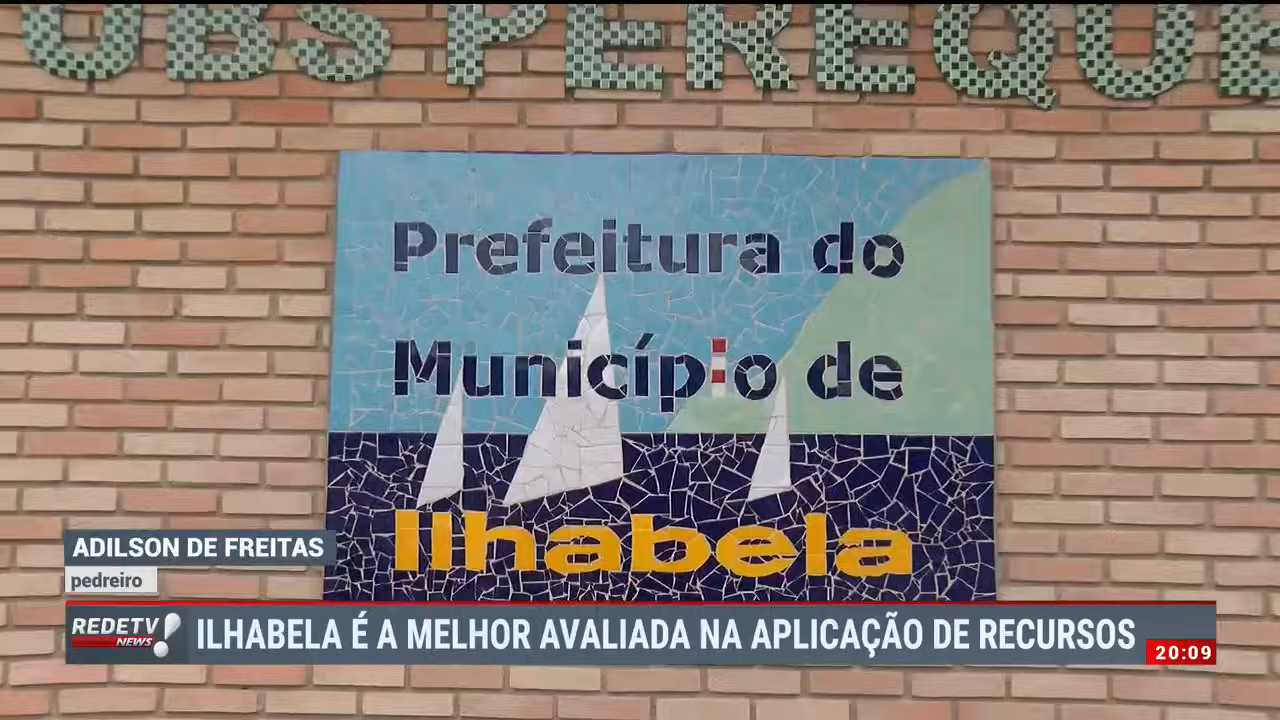 UBS PEREQUE
Prefeitura do
Município de
Ilhabela
ADILSON DE FREITAS
pedreiro
REDETV!
NEWS
ILHABELA É A MELHOR AVALIADA NA APLICAÇÃO DE RECURSOS
20:09